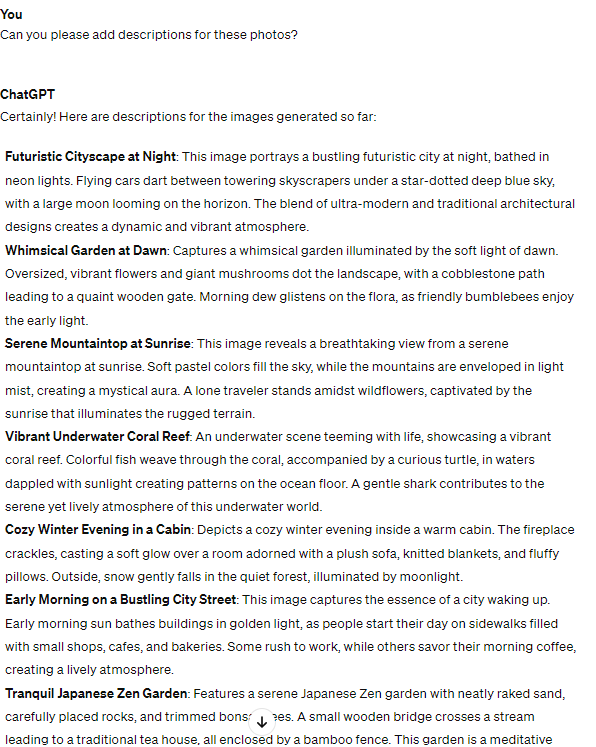 You
Can you please add descriptions for these photos?
ChatGPT
Certainly! Here are descriptions for the images generated so far:
Futuristic Cityscape at Night: This image portrays a bustling futuristic city at night, bathed in
neon lights. Flying cars dart between towering skyscrapers under a star-dotted deep blue sky,
with a large moon looming on the horizon. The blend of ultra-modern and traditional architectural
designs creates a dynamic and vibrant atmosphere.
Whimsical Garden at Dawn: Captures a whimsical garden illuminated by the soft light of dawn.
Oversized, vibrant flowers and giant mushrooms dot the landscape, with a cobblestone path
leading to a quaint wooden gate. Morning dew glistens on the flora, as friendly bumblebees enjoy
the early light.
Serene Mountaintop at Sunrise: This image reveals a breathtaking view from a serene
mountaintop at sunrise. Soft pastel colors fill the sky, while the mountains are enveloped in light
mist, creating a mystical aura. A lone traveler stands amidst wildflowers, captivated by the
sunrise that illuminates the rugged terrain.
Vibrant Underwater Coral Reef: An underwater scene teeming with life, showcasing a vibrant
coral reef. Colorful fish weave through the coral, accompanied by a curious turtle, in waters
dappled with sunlight creating patterns on the ocean floor. A gentle shark contributes to the
serene yet lively atmosphere of this underwater world.
Cozy Winter Evening in a Cabin: Depicts a cozy winter evening inside a warm cabin. The fireplace
crackles, casting a soft glow over a room adorned with a plush sofa, knitted blankets, and fluffy
pillows. Outside, snow gently falls in the quiet forest, illuminated by moonlight.
Early Morning on a Bustling City Street: This image captures the essence of a city waking up.
Early morning sun bathes buildings in golden light, as people start their day on sidewalks filled
with small shops, cafes, and bakeries. Some rush to work, while others savor their morning coffee,
creating a lively atmosphere.
Tranquil Japanese Zen Garden: Features a serene Japanese Zen garden with neatly raked sand,
carefully placed rocks, and trimmed A small wooden bridge crosses a stream
leading to a traditional tea house, all enclosed by a bamboo fence. This garden is a meditative